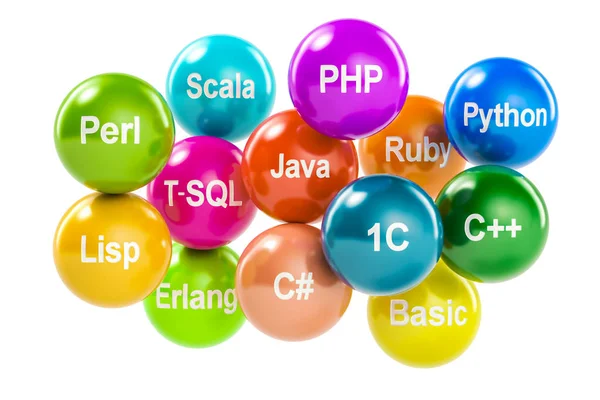 Scala
PHP
Perl
Python
Java
Ruby
T-SQL
Lisp
1C
C++
Erlang
C#
Basic